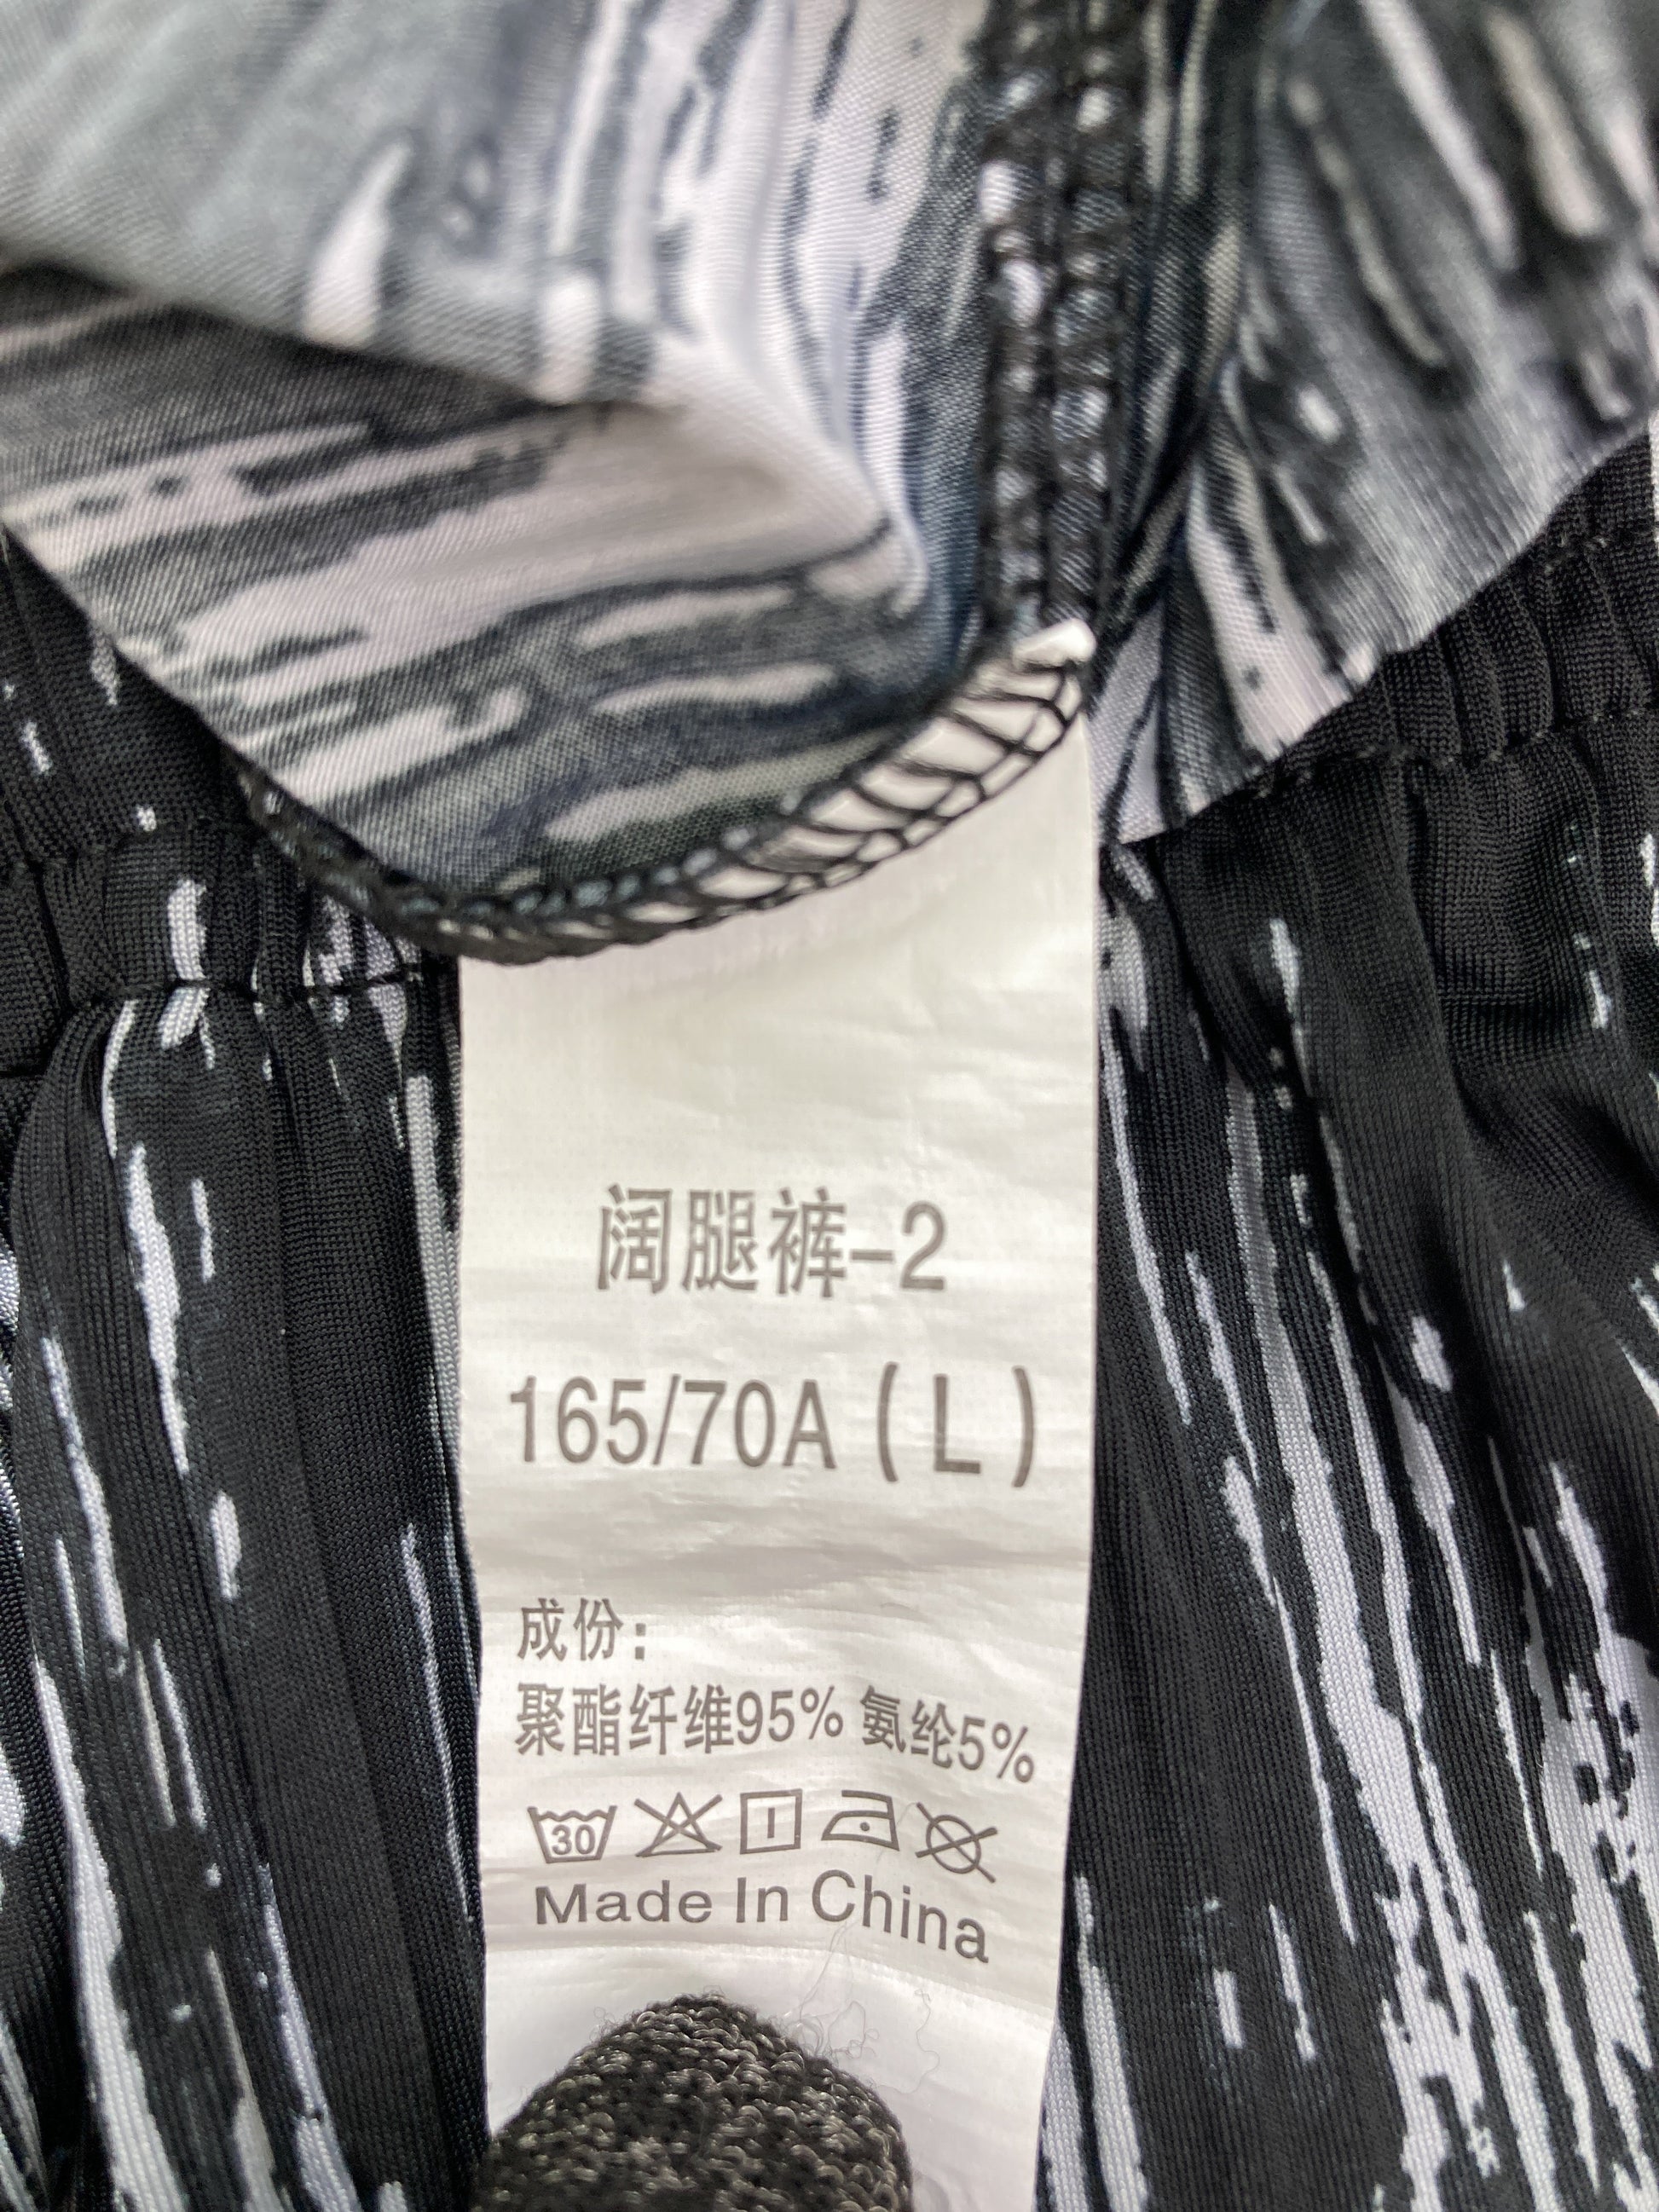 阔腿裤-2
165/70A(L)
成份:
聚酯纤维95% 氨纶5%
30
Made In China